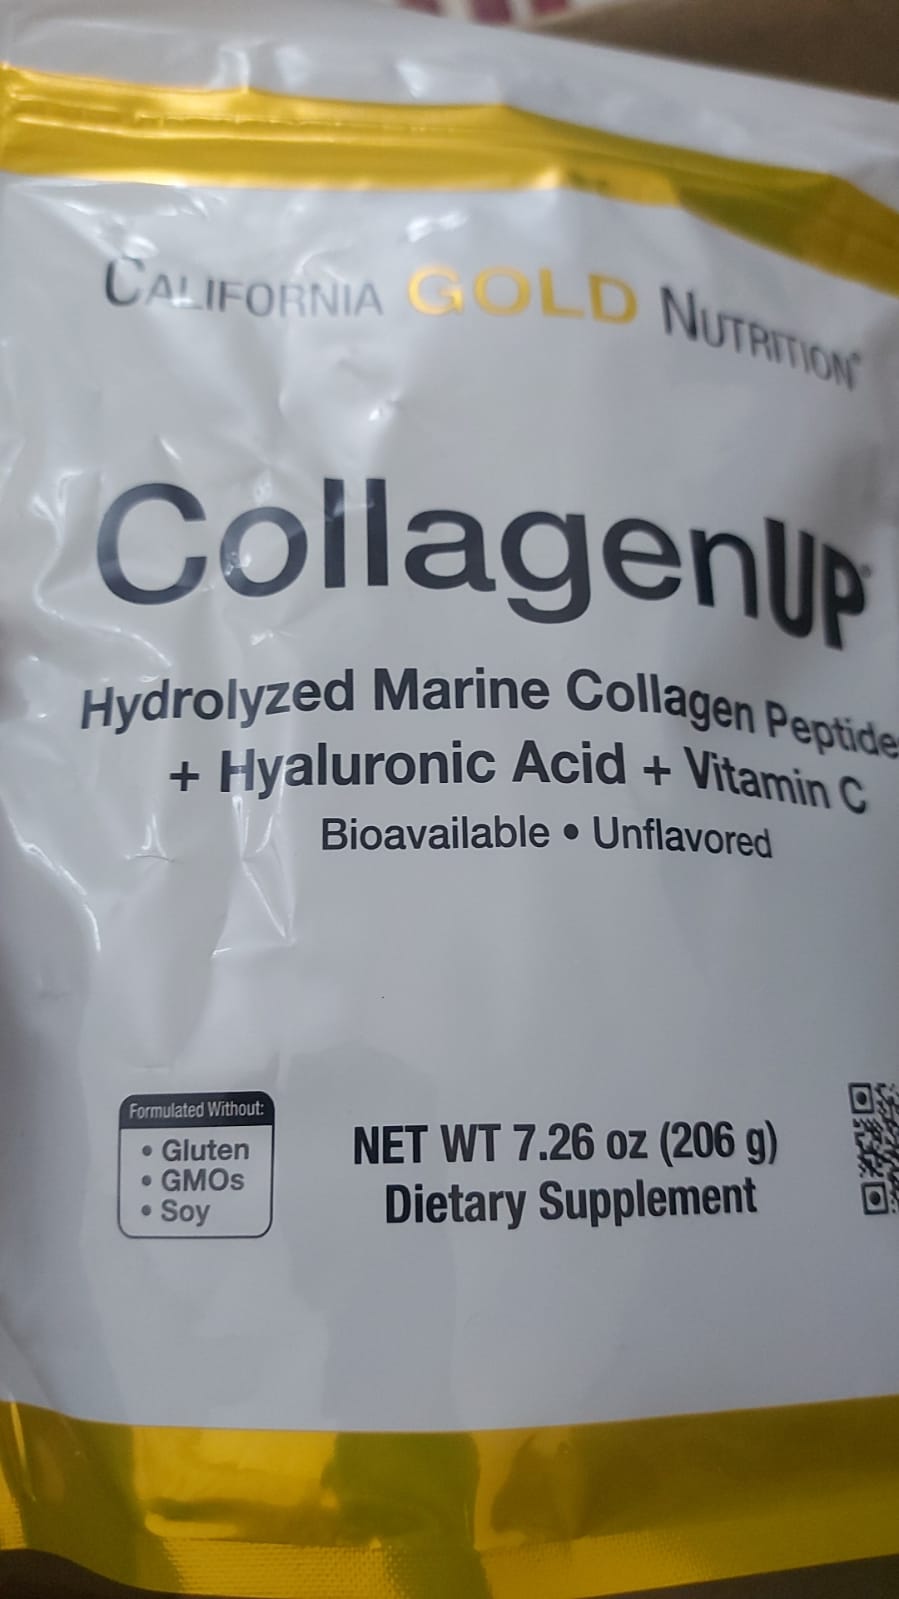 CALIFORNIA GOLD NUTRITION®
CollagenUP®
Hydrolyzed Marine Collagen Peptide
+ Hyaluronic Acid + Vitamin C
Bioavailable • Unflavored
Formulated Without:
• Gluten
• GMOs
• Soy
NET WT 7.26 oz (206 g)
Dietary Supplement